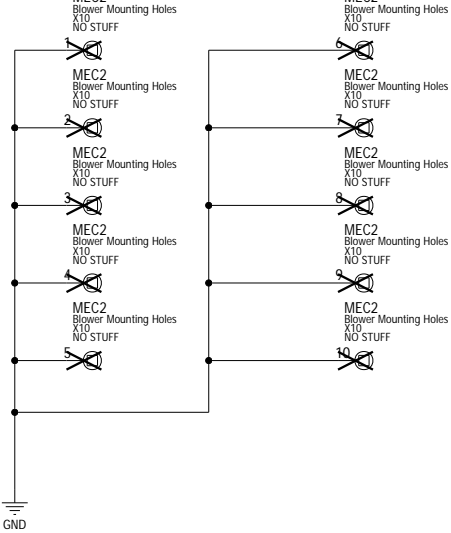 MEC2
Blower Mounting Holes
X10
NO STUFF
1
MEC2
Blower Mounting Holes
X10
NO STUFF
2
MEC2
Blower Mounting Holes
X10
NO STUFF
3
MEC2
Blower Mounting Holes
X10
NO STUFF
4
MEC2
Blower Mounting Holes
X10
NO STUFF
5
MEC2
Blower Mounting Holes
X10
NO STUFF
6
MEC2
Blower Mounting Holes
X10
NO STUFF
7
MEC2
Blower Mounting Holes
X10
NO STUFF
8
MEC2
Blower Mounting Holes
X10
NO STUFF
9
MEC2
Blower Mounting Holes
X10
NO STUFF
10
GND